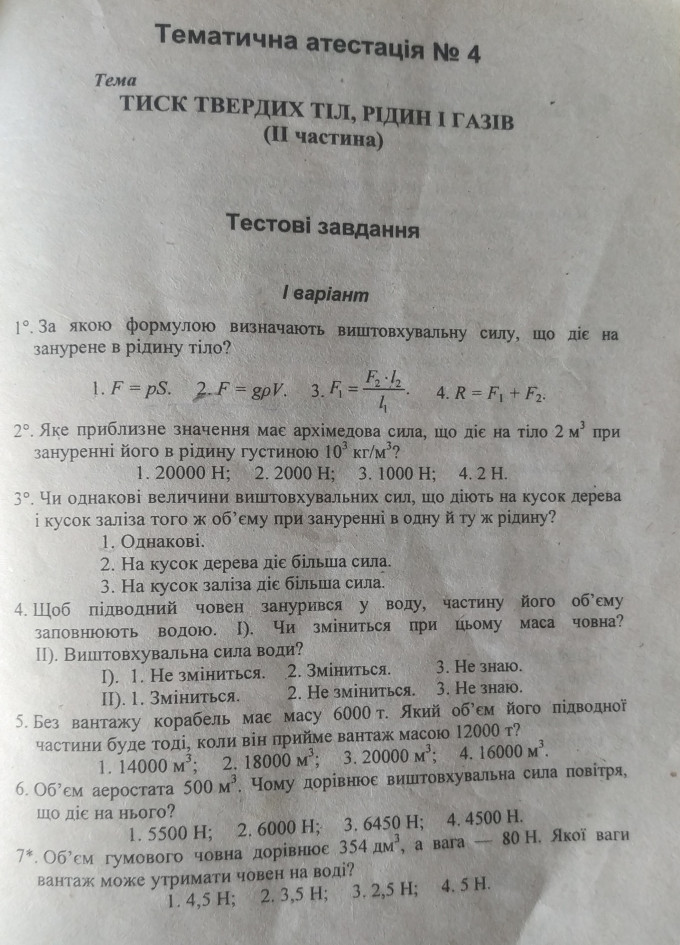 Тематична атестація № 4
Тема
ТИСК ТВЕРДИХ ТІЛ, РІДИН І ГАЗІВ
(ІІ частина)
Тестові завдання
І варіант
1°. За якою формулою визначають виштовхувальну силу, що діє на
занурене в рідину тіло?
1. F = pS. 2. F = gρV. 3. F₁ = F₂·l₂ / l₁. 4. R = F₁ + F₂.
2°. Яке приблизне значення має архімедова сила, що діє на тіло 2 м³ при
зануренні його в рідину густиною 10³ кг/м³?
1. 20000 Н; 2. 2000 Н; 3. 1000 Н; 4. 2 Н.
3°. Чи однакові величини виштовхувальних сил, що діють на кусок дерева
і кусок заліза того ж об’єму при зануренні в одну й ту ж рідину?
1. Однакові.
2. На кусок дерева діє більша сила.
3. На кусок заліза діє більша сила.
4. Щоб підводний човен занурився у воду, частину його об’єму
заповнюють водою. І). Чи зміниться при цьому маса човна?
ІІ). Виштовхувальна сила води?
І). 1. Не зміниться. 2. Зміниться. 3. Не знаю.
ІІ). 1. Зміниться. 2. Не зміниться. 3. Не знаю.
5. Без вантажу корабель має масу 6000 т. Який об’єм його підводної
частини буде тоді, коли він прийме вантаж масою 12000 т?
1. 14000 м³; 2. 18000 м³; 3. 20000 м³; 4. 16000 м³.
6. Об’єм аеростата 500 м³. Чому дорівнює виштовхувальна сила повітря,
що діє на нього?
1. 5500 Н; 2. 6000 Н; 3. 6450 Н; 4. 4500 Н.
7*. Об’єм гумового човна дорівнює 354 дм³, а вага — 80 Н. Якої ваги
вантаж може утримати човен на воді?
1. 4,5 Н; 2. 3,5 Н; 3. 2,5 Н; 4. 5 Н.